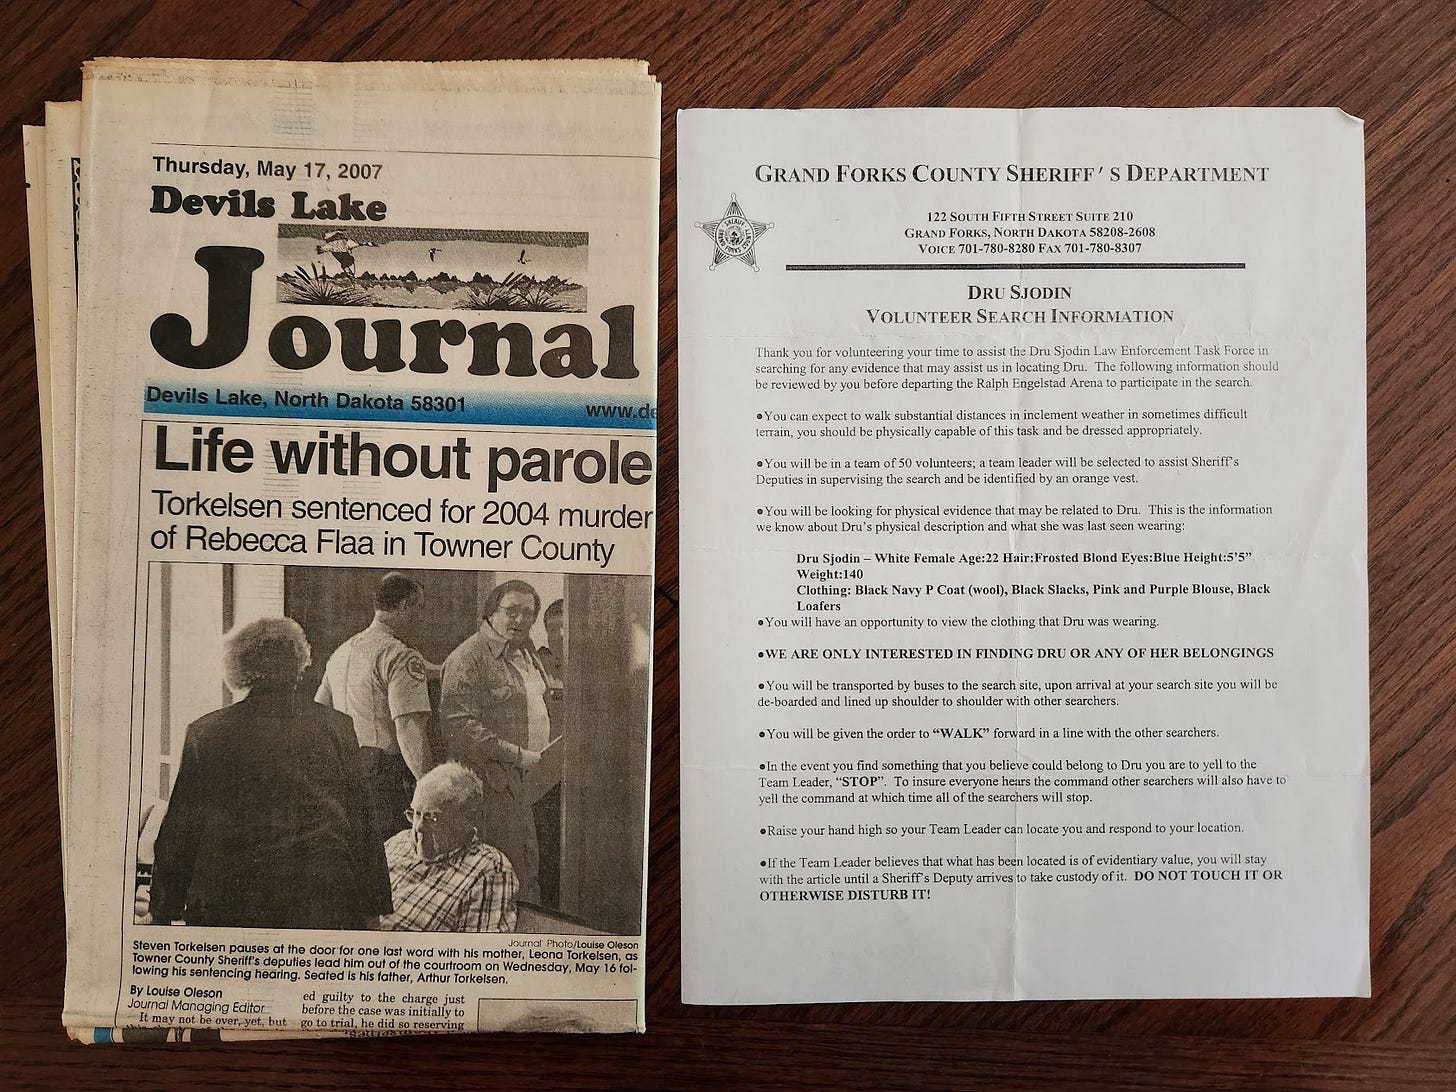 Thursday, May 17, 2007
Devils Lake
Journal
Devils Lake, North Dakota 58301
www.de
Life without parole
Torkelsen sentenced for 2004 murder
of Rebecca Flaa in Towner County
Journal Photo/Louise Oleson
Steven Torkelsen pauses at the door for one last word with his mother, Leona Torkelsen, as
Towner County Sheriff's deputies lead him out of the courtroom on Wednesday, May 16 fol-
lowing his sentencing hearing. Seated is his father, Arthur Torkelsen.
By Louise Oleson
Journal Managing Editor
It may not be over, yet, but
ed guilty to the charge just
before the case was initially to
go to trial, he did so reserving
GRAND FORKS COUNTY SHERIFF'S DEPARTMENT
122 SOUTH FIFTH STREET SUITE 210
GRAND FORKS, NORTH DAKOTA 58208-2608
VOICE 701-780-8280 FAX 701-780-8307
DRU SJODIN
VOLUNTEER SEARCH INFORMATION
Thank you for volunteering your time to assist the Dru Sjodin Law Enforcement Task Force in
searching for any evidence that may assist us in locating Dru. The following information should
be reviewed by you before departing the Ralph Engelstad Arena to participate in the search.
●You can expect to walk substantial distances in inclement weather in sometimes difficult
terrain, you should be physically capable of this task and be dressed appropriately.
●You will be in a team of 50 volunteers; a team leader will be selected to assist Sheriff's
Deputies in supervising the search and be identified by an orange vest.
●You will be looking for physical evidence that may be related to Dru. This is the information
we know about Dru's physical description and what she was last seen wearing:
Dru Sjodin – White Female Age:22 Hair:Frosted Blond Eyes:Blue Height:5'5"
Weight:140
Clothing: Black Navy P Coat (wool), Black Slacks, Pink and Purple Blouse, Black
Loafers
●You will have an opportunity to view the clothing that Dru was wearing.
●WE ARE ONLY INTERESTED IN FINDING DRU OR ANY OF HER BELONGINGS
●You will be transported by buses to the search site, upon arrival at your search site you will be
de-boarded and lined up shoulder to shoulder with other searchers.
●You will be given the order to “WALK” forward in a line with the other searchers.
●In the event you find something that you believe could belong to Dru you are to yell to the
Team Leader, “STOP”. To insure everyone hears the command other searchers will also have to
yell the command at which time all of the searchers will stop.
●Raise your hand high so your Team Leader can locate you and respond to your location.
●If the Team Leader believes that what has been located is of evidentiary value, you will stay
with the article until a Sheriff's Deputy arrives to take custody of it. DO NOT TOUCH IT OR
OTHERWISE DISTURB IT!